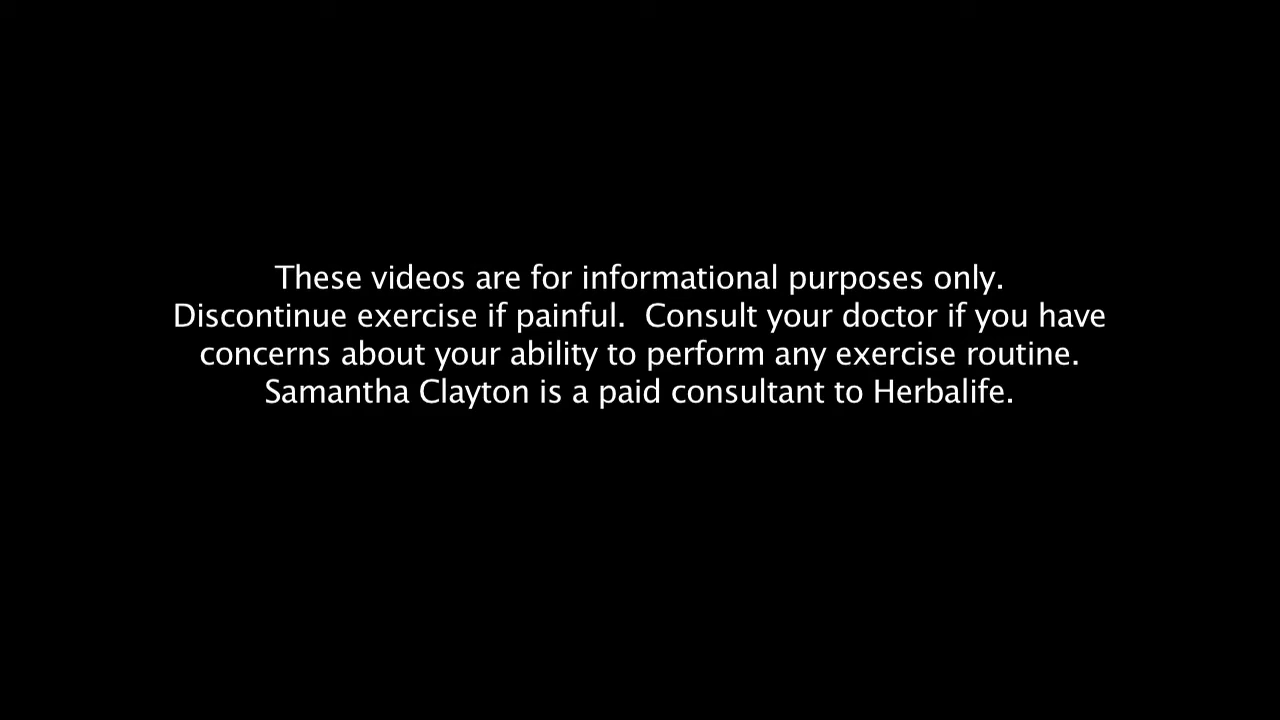 These videos are for informational purposes only.
Discontinue exercise if painful.  Consult your doctor if you have
concerns about your ability to perform any exercise routine.
Samantha Clayton is a paid consultant to Herbalife.